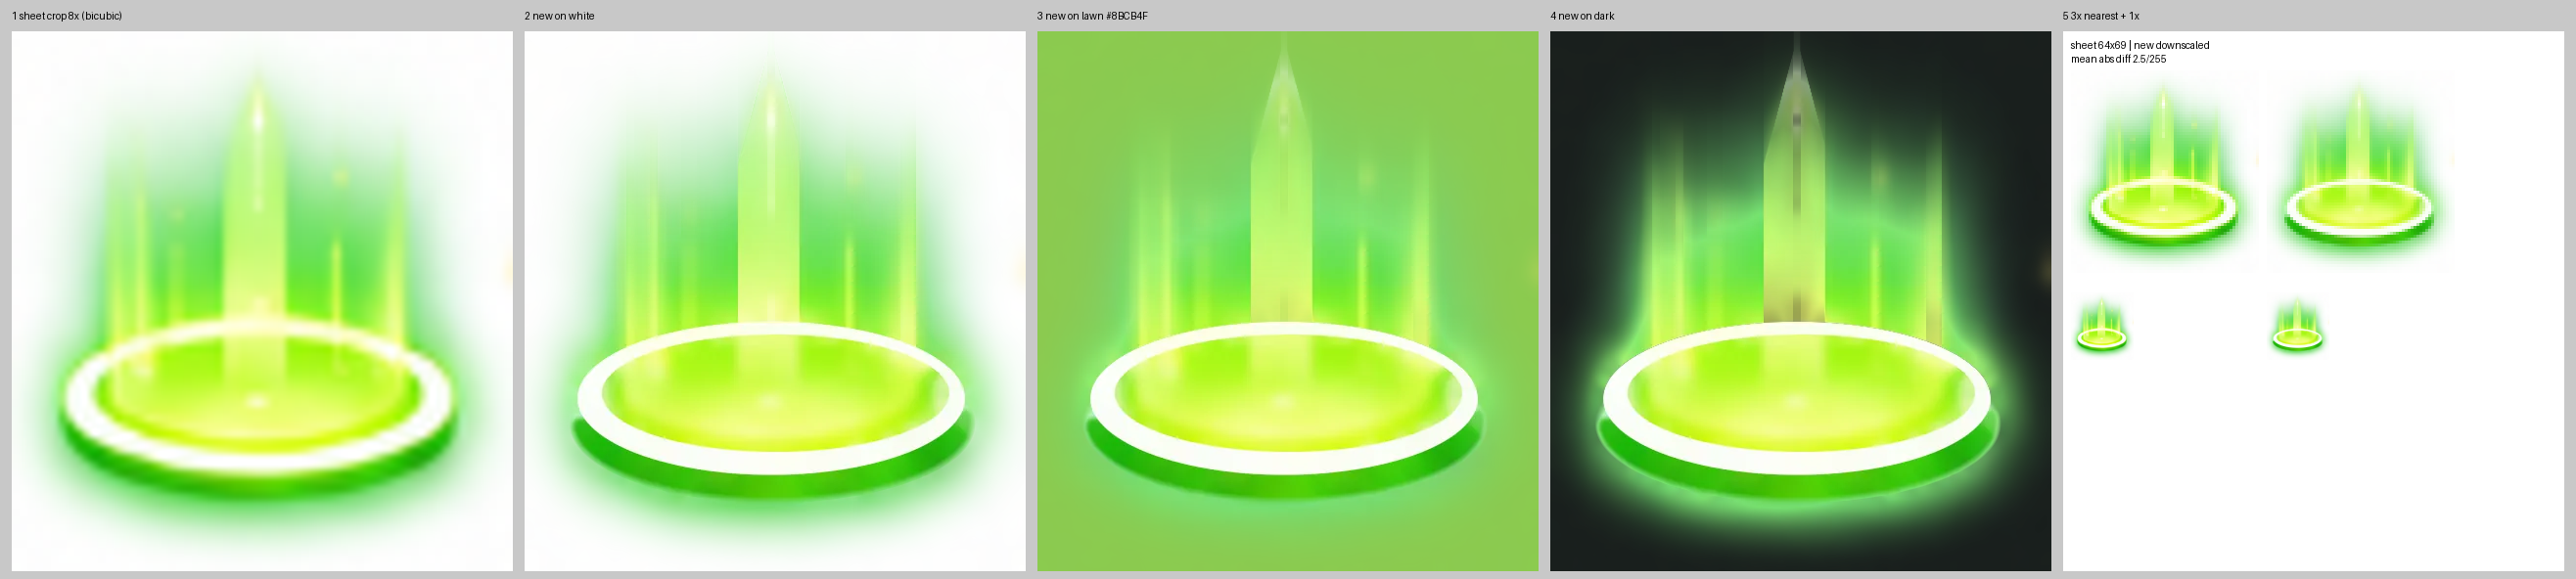 1 sheet crop 8x (bicubic)
2 new on white
3 new on lawn #8BCB4F
4 new on dark
5 3x nearest + 1x
sheet 64x69 | new downscaled
mean abs diff 2.5/255